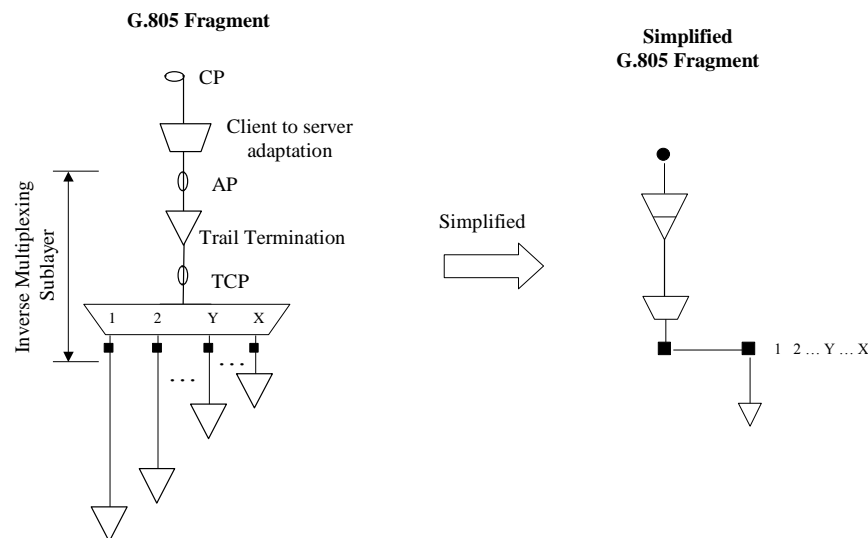 G.805 Fragment
CP
Client to server
adaptation
AP
Trail Termination
TCP
1 2 Y X
Inverse Multiplexing
Sublayer
. . .
. . .
Simplified
Simplified
G.805 Fragment
1 2 ... Y ... X